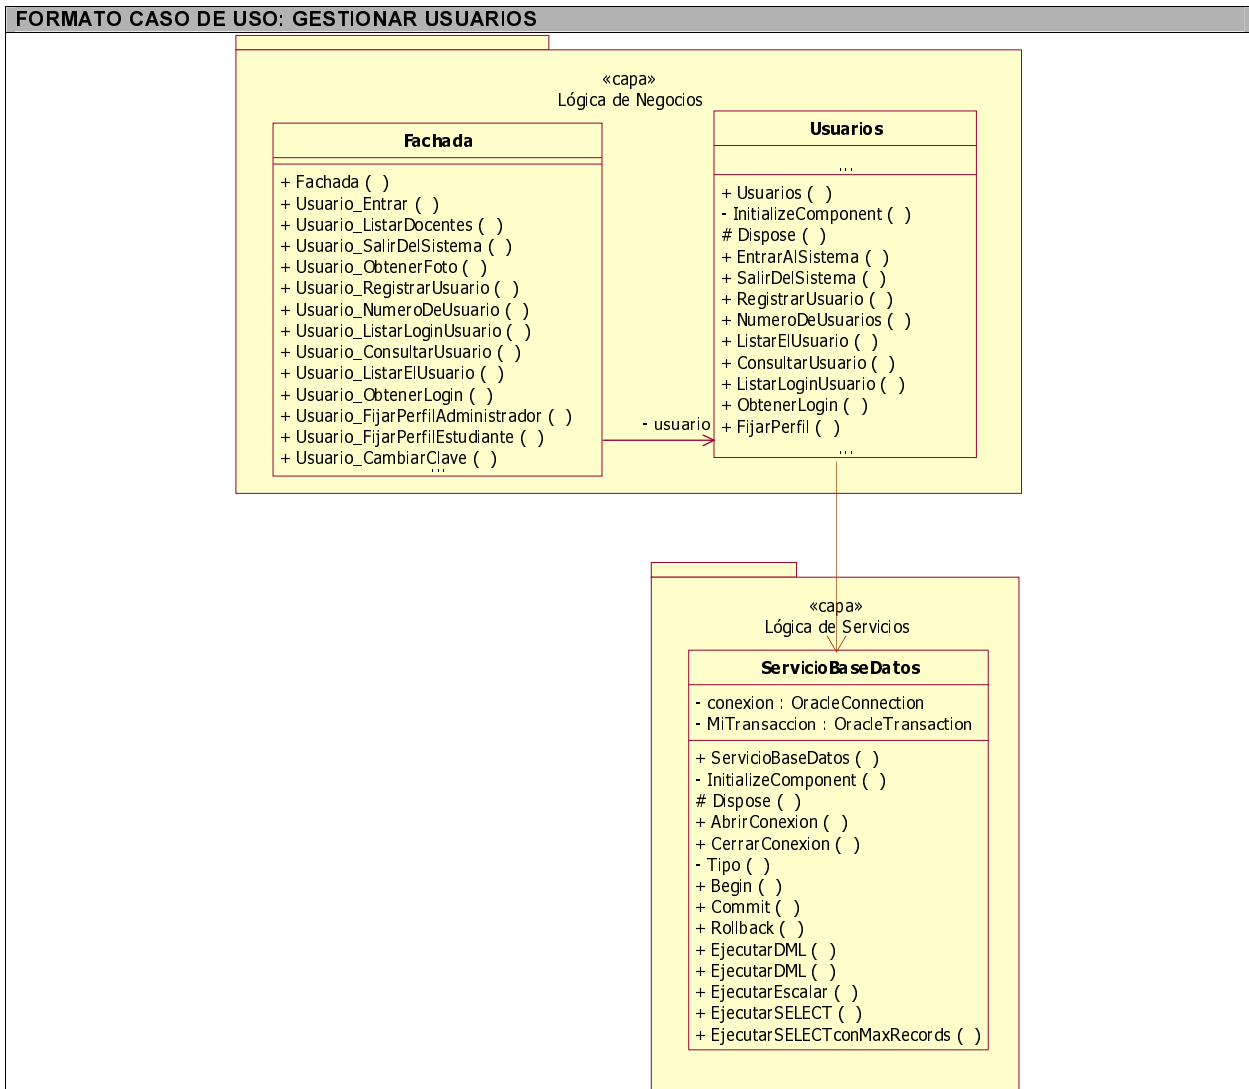 FORMATO CASO DE USO: GESTIONAR USUARIOS
«capa»
Lógica de Negocios
Fachada
+ Fachada ( )
+ Usuario_Entrar ( )
+ Usuario_ListarDocentes ( )
+ Usuario_SalirDelSistema ( )
+ Usuario_ObtenerFoto ( )
+ Usuario_RegistrarUsuario ( )
+ Usuario_NumeroDeUsuario ( )
+ Usuario_ListarLoginUsuario ( )
+ Usuario_ConsultarUsuario ( )
+ Usuario_ListarElUsuario ( )
+ Usuario_ObtenerLogin ( )
+ Usuario_FijarPerfilAdministrador ( )
+ Usuario_FijarPerfilEstudiante ( )
+ Usuario_CambiarClave ( )
...
- usuario
Usuarios
...
+ Usuarios ( )
- InitializeComponent ( )
# Dispose ( )
+ EntrarAlSistema ( )
+ SalirDelSistema ( )
+ RegistrarUsuario ( )
+ NumeroDeUsuarios ( )
+ ListarElUsuario ( )
+ ConsultarUsuario ( )
+ ListarLoginUsuario ( )
+ ObtenerLogin ( )
+ FijarPerfil ( )
...
«capa»
Lógica de Servicios
ServicioBaseDatos
- conexion : OracleConnection
- MiTransaccion : OracleTransaction
+ ServicioBaseDatos ( )
- InitializeComponent ( )
# Dispose ( )
+ AbrirConexion ( )
+ CerrarConexion ( )
- Tipo ( )
+ Begin ( )
+ Commit ( )
+ Rollback ( )
+ EjecutarDML ( )
+ EjecutarDML ( )
+ EjecutarEscalar ( )
+ EjecutarSELECT ( )
+ EjecutarSELECTconMaxRecords ( )